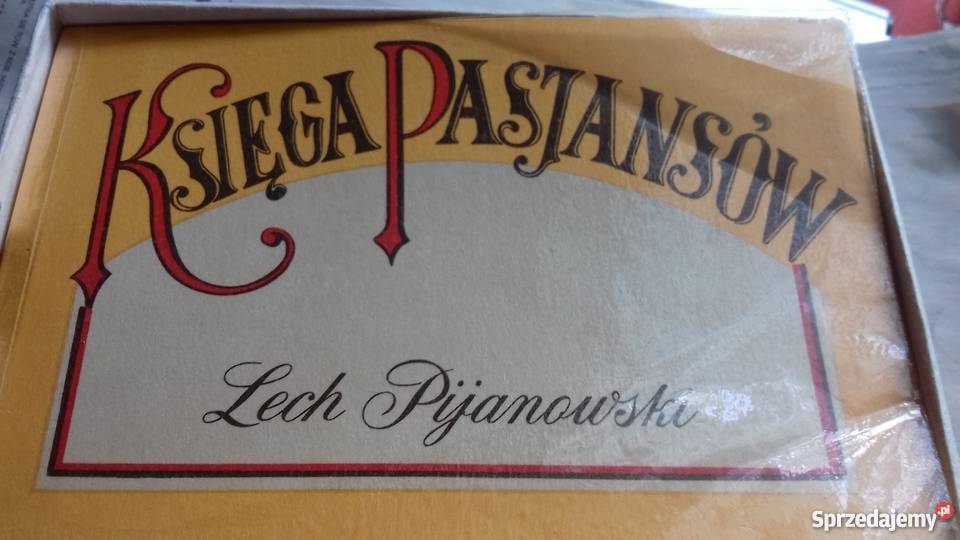 KSIĘGA PASJANSÓW
Lech Pijanowski
Sprzedajemy.pl